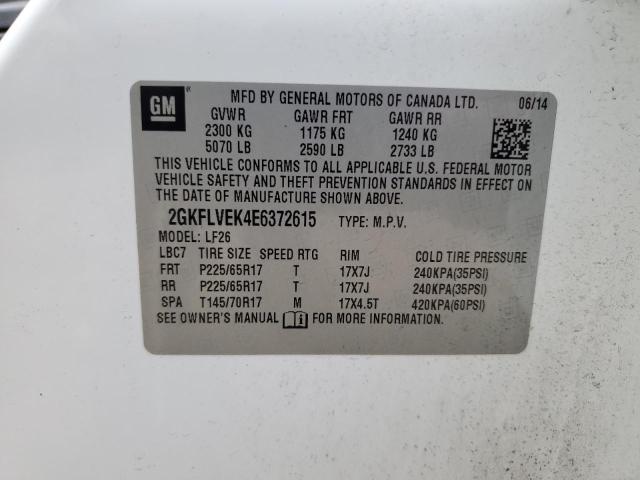 GM ®
MFD BY GENERAL MOTORS OF CANADA LTD. 06/14
GVWR GAWR FRT GAWR RR
2300 KG 1175 KG 1240 KG
5070 LB 2590 LB 2733 LB
THIS VEHICLE CONFORMS TO ALL APPLICABLE U.S. FEDERAL MOTOR
VEHICLE SAFETY AND THEFT PREVENTION STANDARDS IN EFFECT ON
THE DATE OF MANUFACTURE SHOWN ABOVE.
2GKFLVEK4E6372615 TYPE: M.P.V.
MODEL: LF26
LBC7 TIRE SIZE SPEED RTG RIM COLD TIRE PRESSURE
FRT P225/65R17 T 17X7J 240KPA(35PSI)
RR P225/65R17 T 17X7J 240KPA(35PSI)
SPA T145/70R17 M 17X4.5T 420KPA(60PSI)
SEE OWNER'S MANUAL FOR MORE INFORMATION.